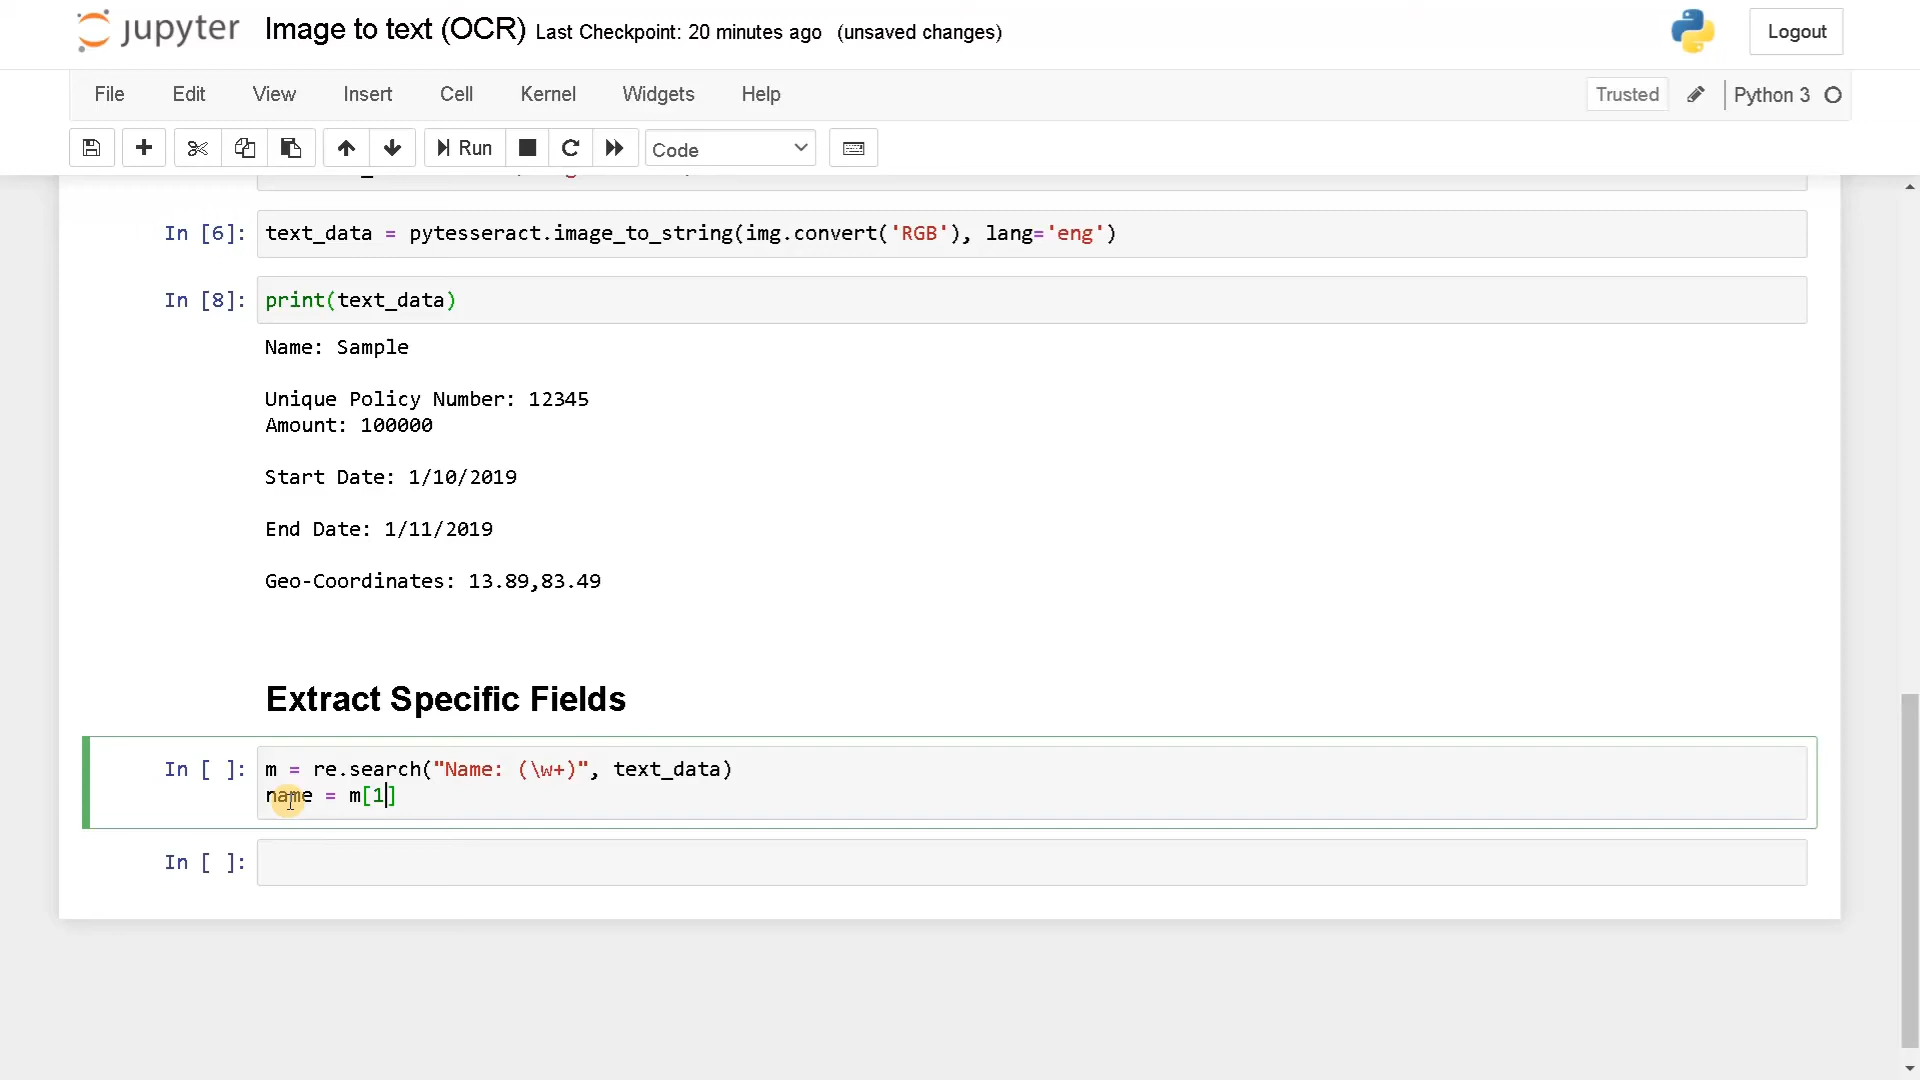 jupyter Image to text (OCR) Last Checkpoint: 20 minutes ago (unsaved changes) Logout
File Edit View Insert Cell Kernel Widgets Help Trusted Python 3
Run Code
In [6]: text_data = pytesseract.image_to_string(img.convert('RGB'), lang='eng')
In [8]: print(text_data)
Name: Sample
Unique Policy Number: 12345
Amount: 100000
Start Date: 1/10/2019
End Date: 1/11/2019
Geo-Coordinates: 13.89,83.49
Extract Specific Fields
In [ ]: m = re.search("Name: (\w+)", text_data)
name = m[1]
In [ ]: